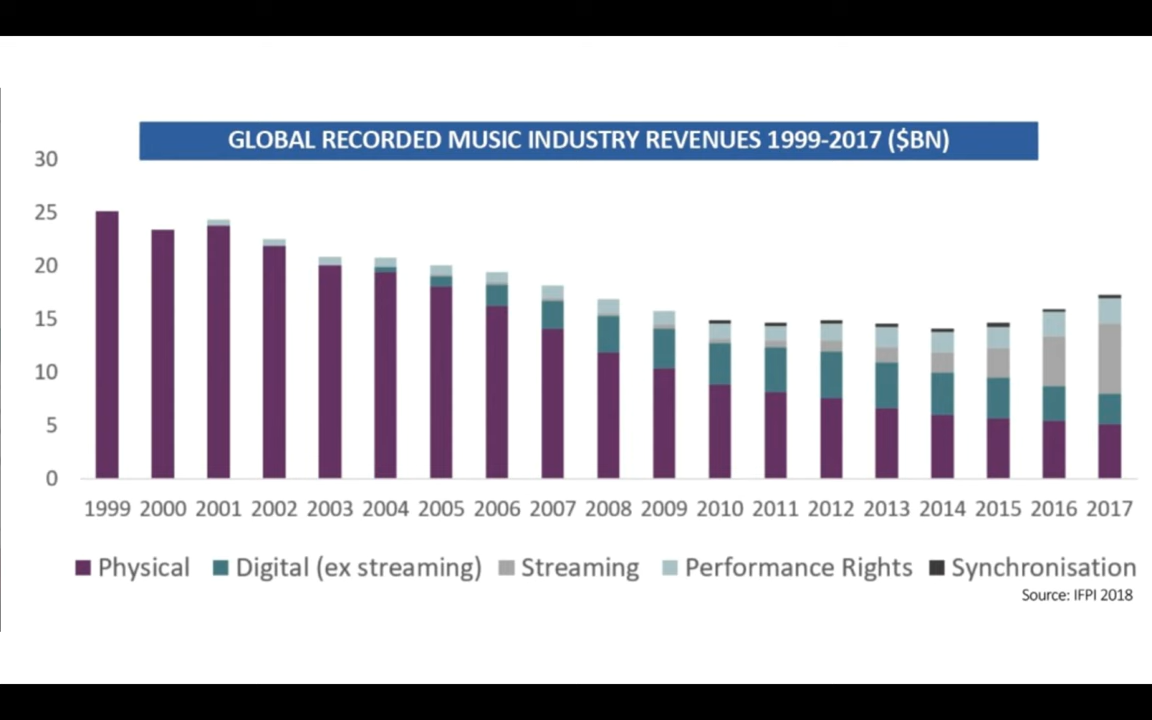 GLOBAL RECORDED MUSIC INDUSTRY REVENUES 1999-2017 ($BN)
30
25
20
15
10
5
0
1999 2000 2001 2002 2003 2004 2005 2006 2007 2008 2009 2010 2011 2012 2013 2014 2015 2016 2017
Physical Digital (ex streaming) Streaming Performance Rights Synchronisation
Source: IFPI 2018